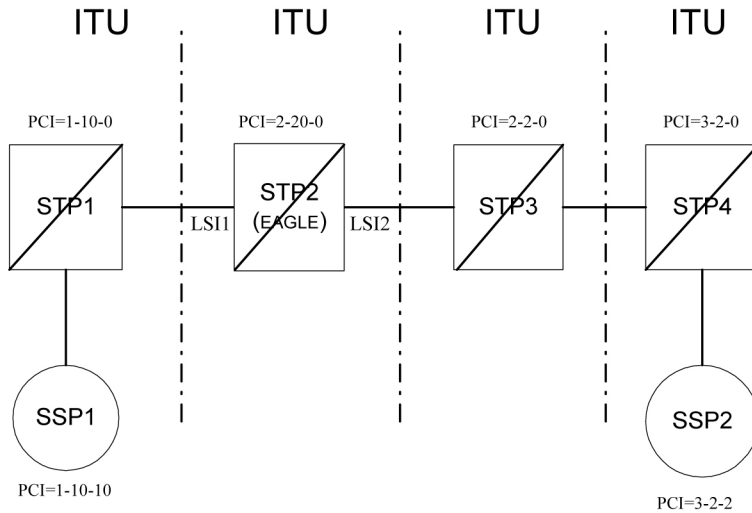 ITU ITU ITU ITU
PCI=1-10-0 PCI=2-20-0 PCI=2-2-0 PCI=3-2-0
STP1 STP2 STP3 STP4
(EAGLE)
LSI1 LSI2
SSP1 SSP2
PCI=1-10-10 PCI=3-2-2